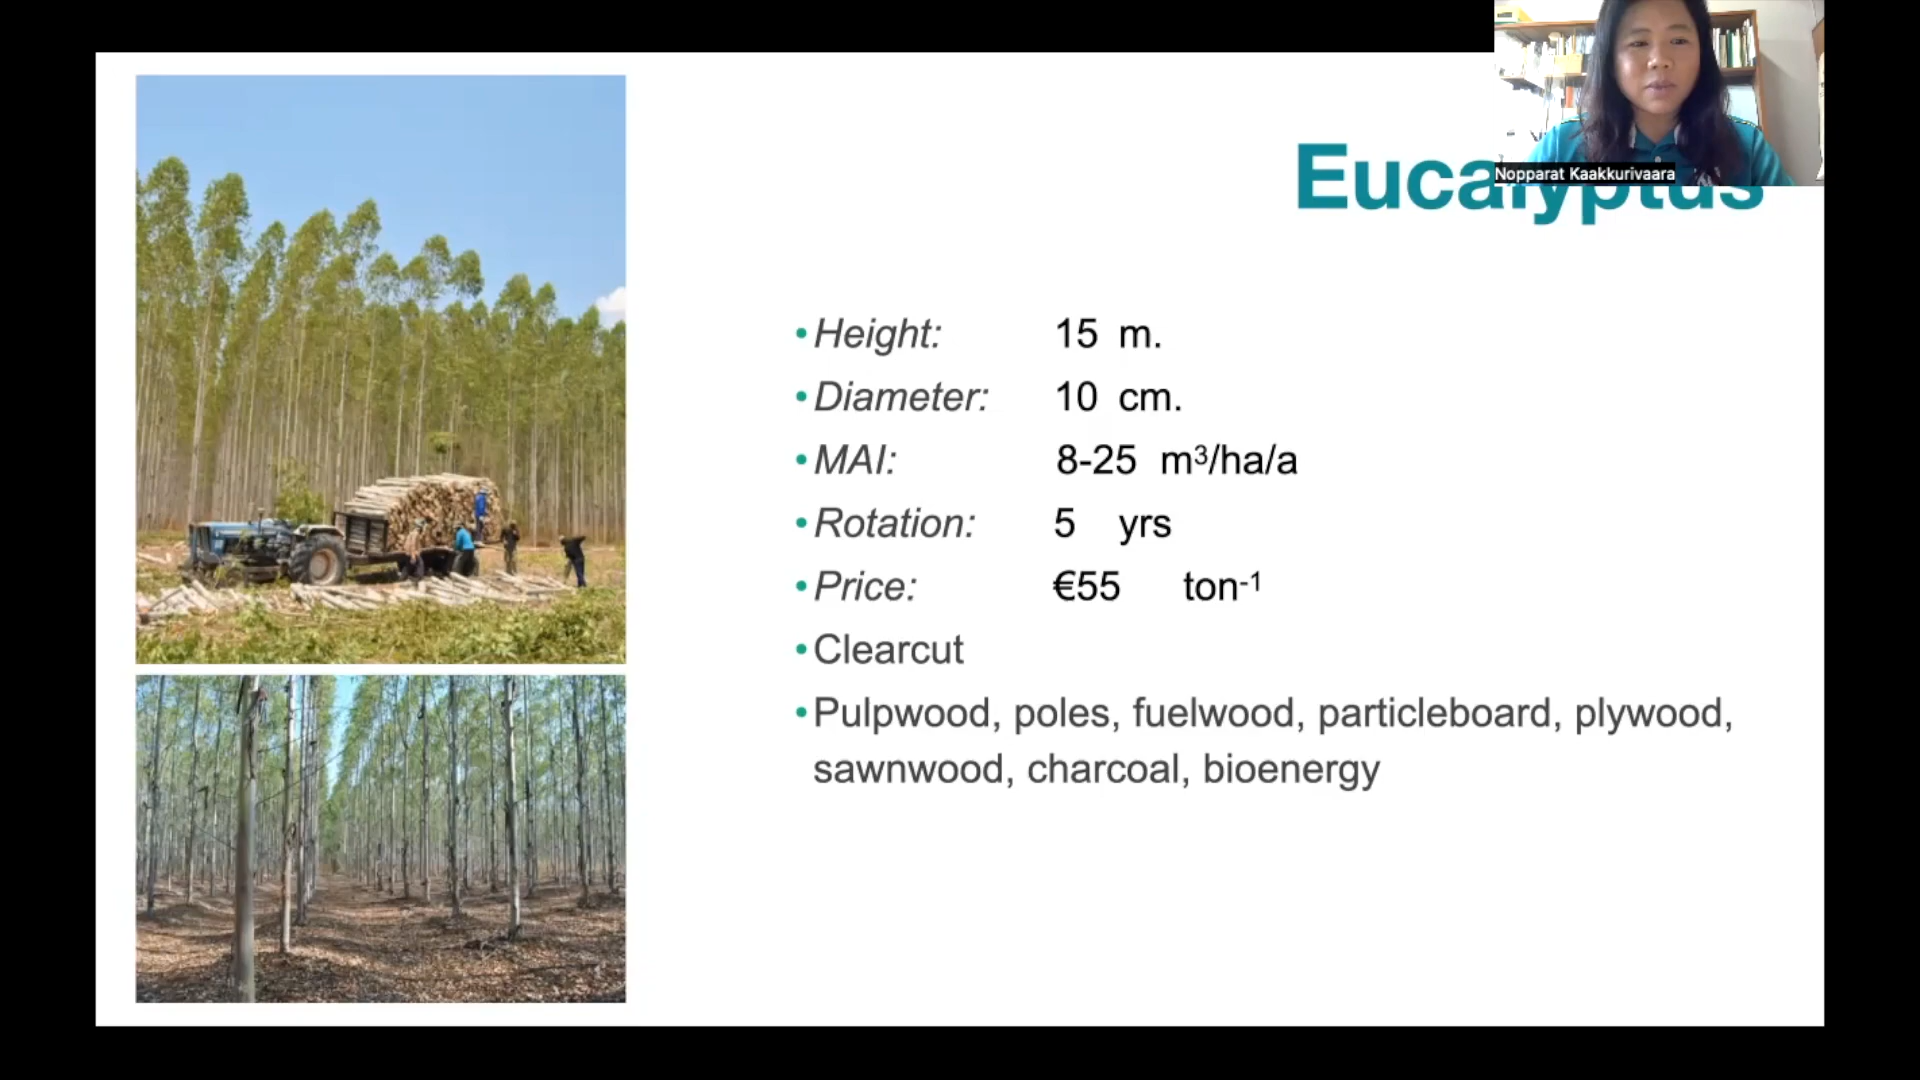 Nopparat Kaakkurivaara
Eucalyptus
• Height: 15 m.
• Diameter: 10 cm.
• MAI: 8-25 m³/ha/a
• Rotation: 5 yrs
• Price: €55 ton⁻¹
• Clearcut
• Pulpwood, poles, fuelwood, particleboard, plywood,
sawnwood, charcoal, bioenergy